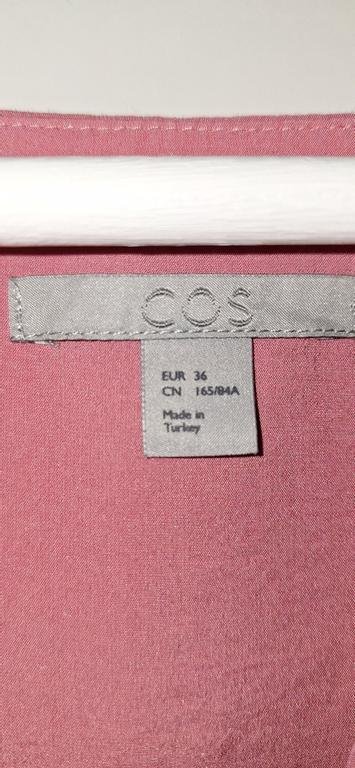 COS
EUR 36
CN 165/84A
Made in
Turkey